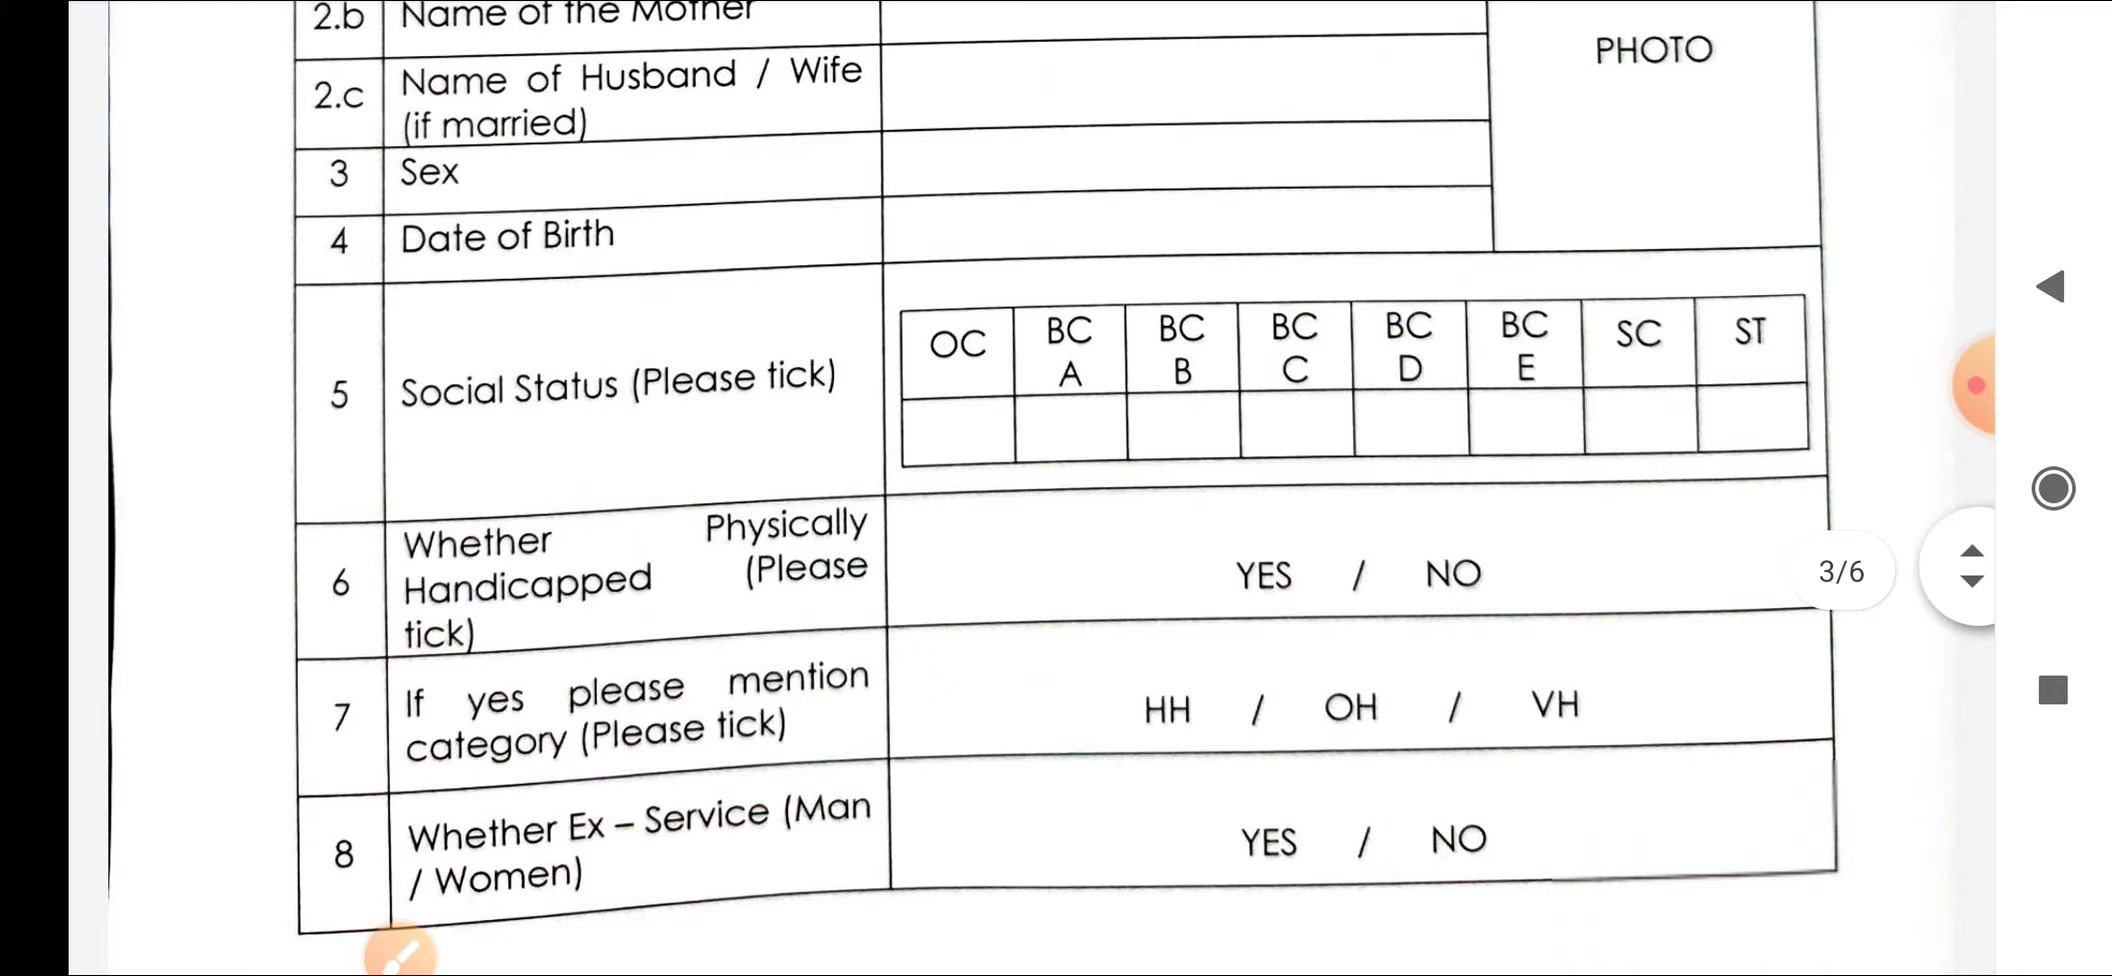 2.b Name of the Mother
PHOTO
2.c Name of Husband / Wife
(if married)
3 Sex
4 Date of Birth
5 Social Status (Please tick)
OC BC BC BC BC BC SC ST
A B C D E
6 Whether Physically
Handicapped (Please
tick)
YES / NO
3/6
7 If yes please mention
category (Please tick)
HH / OH / VH
8 Whether Ex – Service (Man
/ Women)
YES / NO